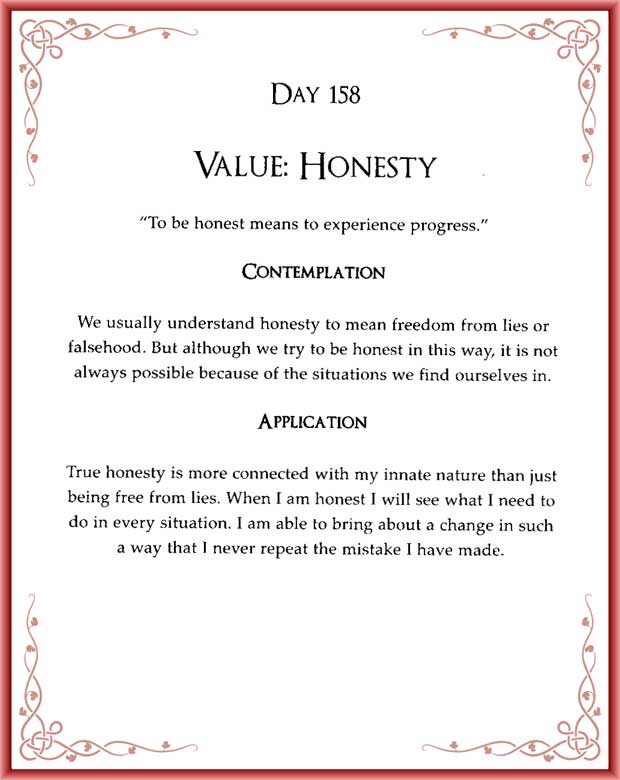 DAY 158
VALUE: HONESTY
"To be honest means to experience progress."
CONTEMPLATION
We usually understand honesty to mean freedom from lies or
falsehood. But although we try to be honest in this way, it is not
always possible because of the situations we find ourselves in.
APPLICATION
True honesty is more connected with my innate nature than just
being free from lies. When I am honest I will see what I need to
do in every situation. I am able to bring about a change in such
a way that I never repeat the mistake I have made.